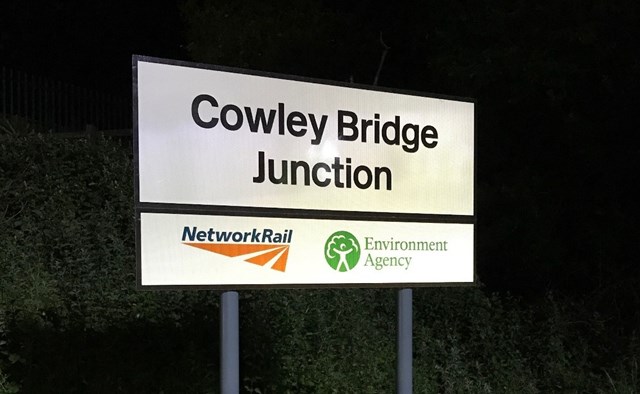 Cowley Bridge
Junction
NetworkRail
Environment
Agency